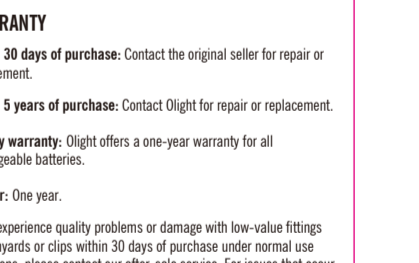 RRANTY
30 days of purchase: Contact the original seller for repair or
ement.
5 years of purchase: Contact Olight for repair or replacement.
y warranty: Olight offers a one-year warranty for all
geable batteries.
r: One year.
experience quality problems or damage with low-value fittings
nyards or clips within 30 days of purchase under normal use
please contact our after-sale service. For issues that occur